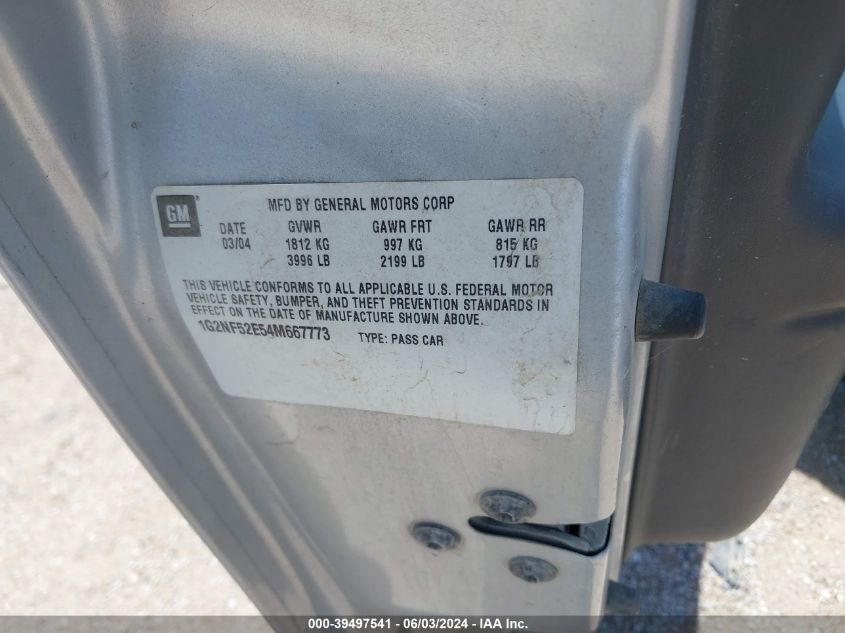 GM
MFD BY GENERAL MOTORS CORP
DATE GVWR GAWR FRT GAWR RR
03/04 1812 KG 997 KG 815 KG
3996 LB 2199 LB 1797 LB
THIS VEHICLE CONFORMS TO ALL APPLICABLE U.S. FEDERAL MOTOR
VEHICLE SAFETY, BUMPER, AND THEFT PREVENTION STANDARDS IN
EFFECT ON THE DATE OF MANUFACTURE SHOWN ABOVE.
1G2NF52E54M667773 TYPE: PASS CAR
000-39497541 - 06/03/2024 - IAA Inc.